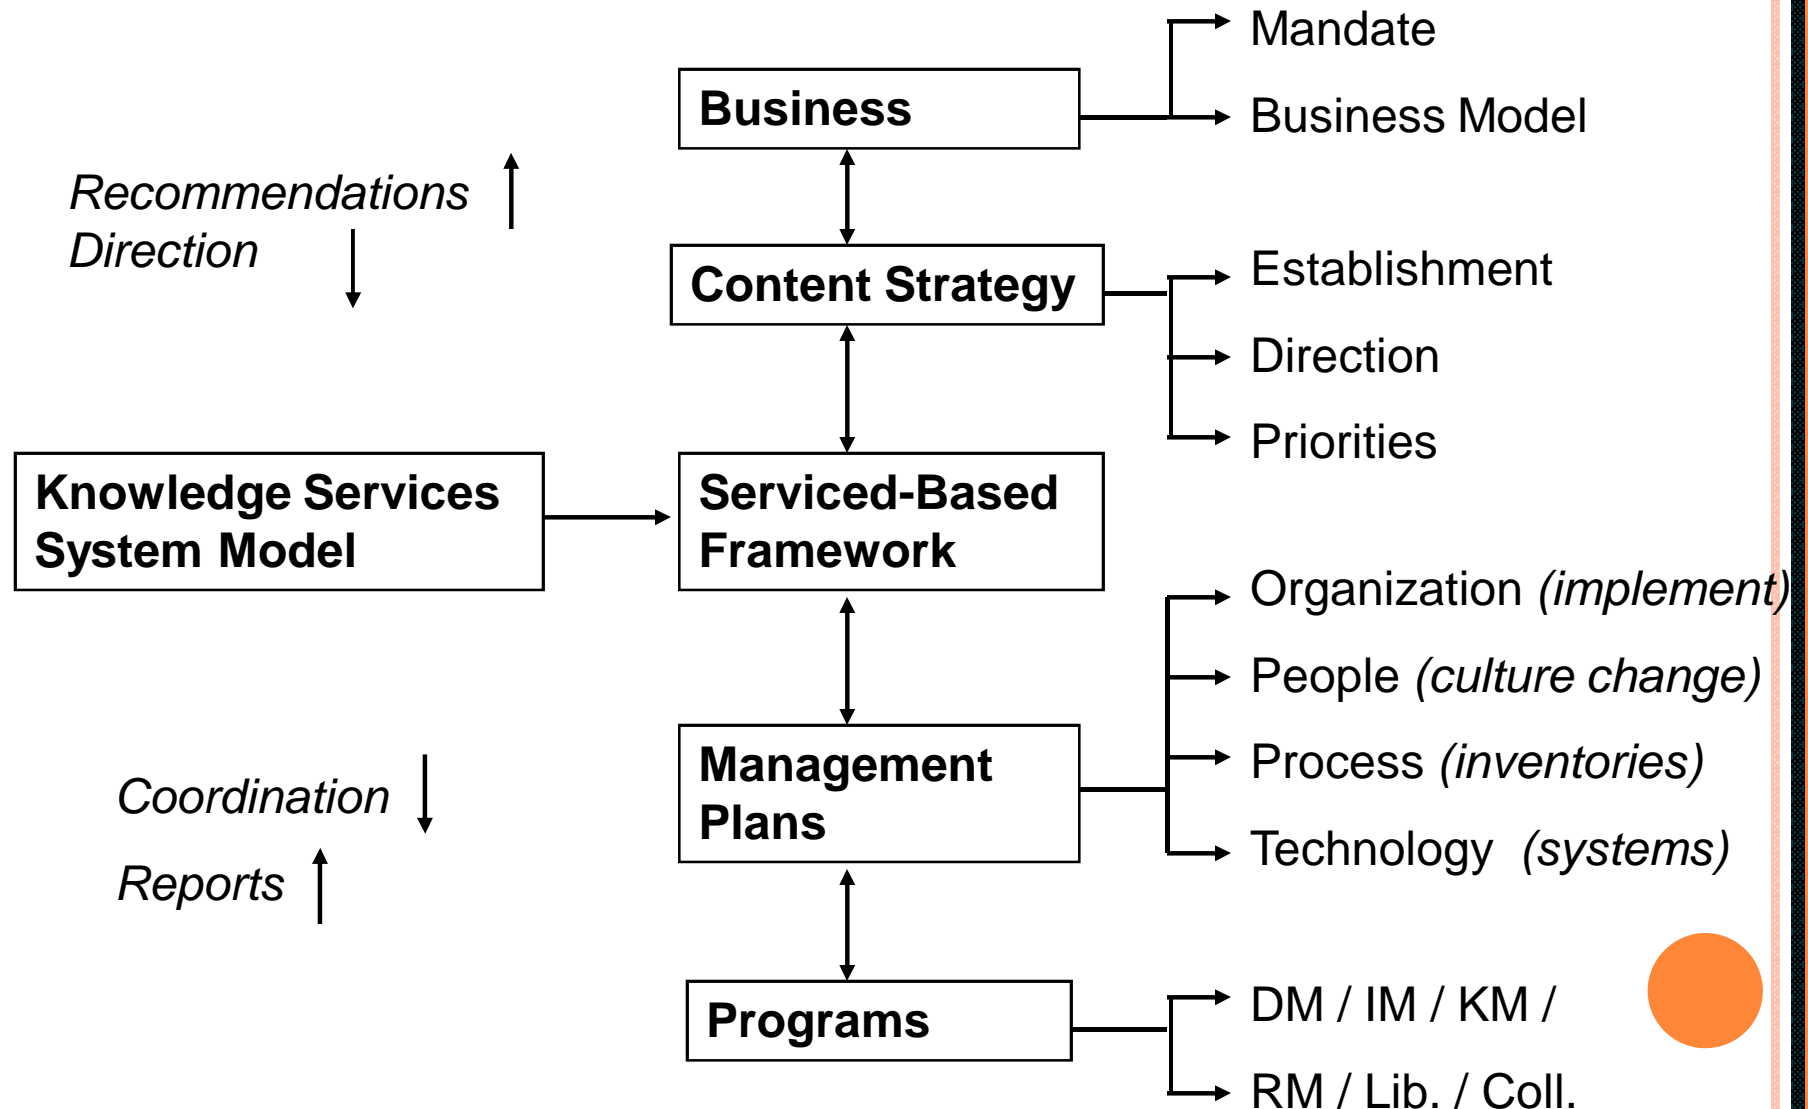 Mandate
Business
Business Model
Recommendations
Direction
Content Strategy
Establishment
Direction
Priorities
Knowledge Services
System Model
Serviced-Based
Framework
Organization (implement)
People (culture change)
Management
Plans
Process (inventories)
Technology (systems)
Coordination
Reports
Programs
DM / IM / KM /
RM / Lib. / Coll.